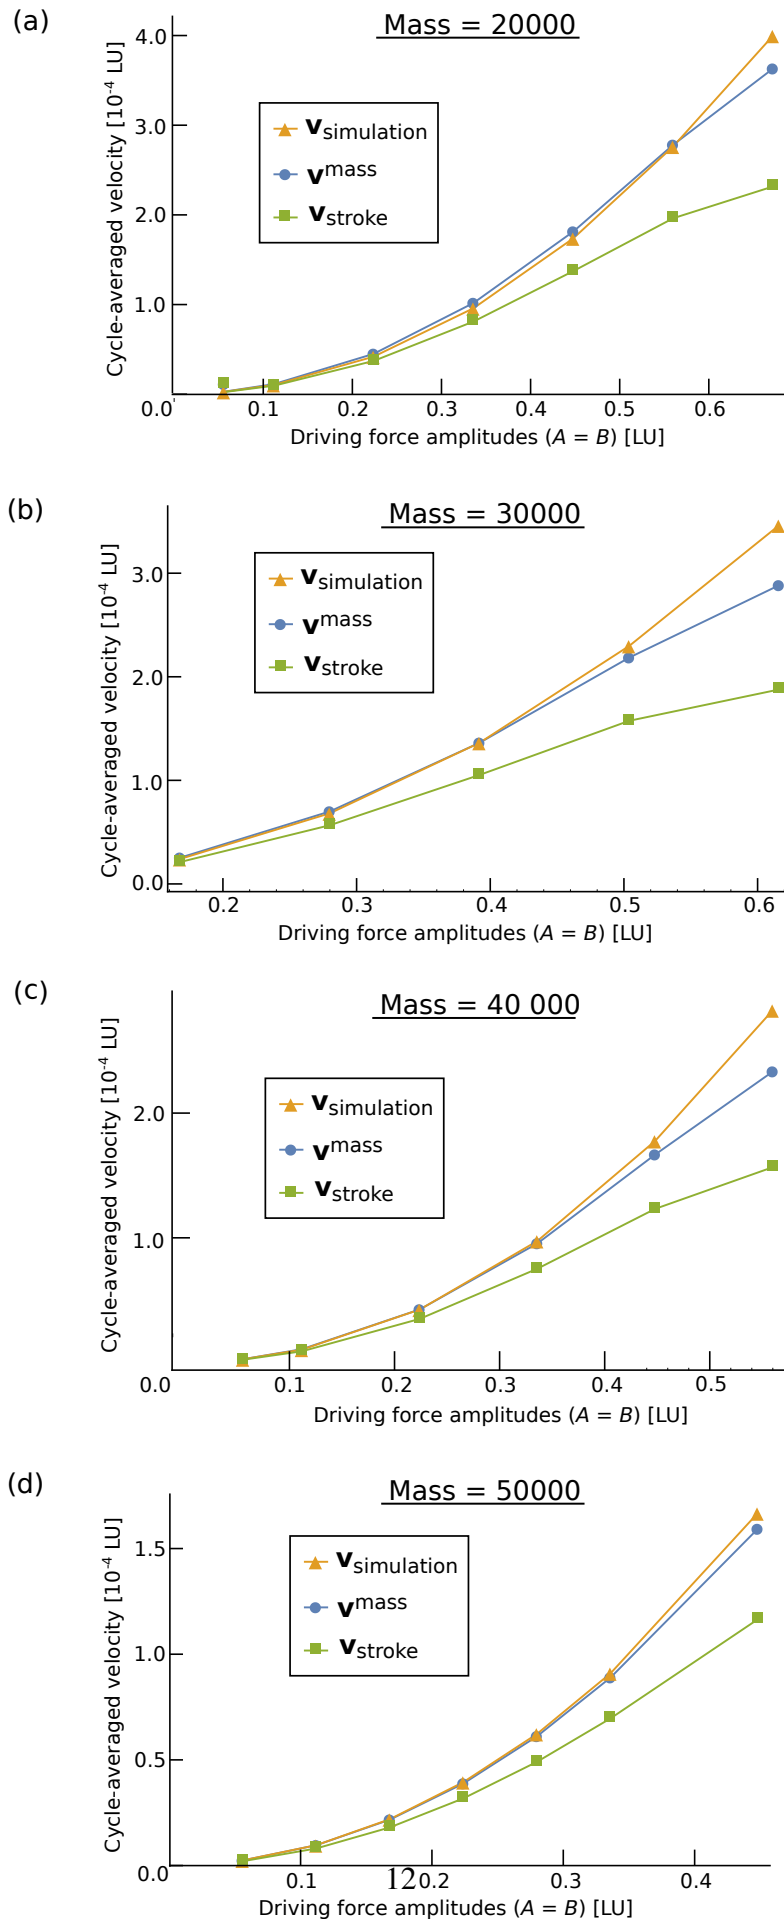 (a)
Mass = 20000
Cycle-averaged velocity [10-4 LU]
4.0
3.0
2.0
1.0
0.0
vsimulation
vmass
vstroke
0.1 0.2 0.3 0.4 0.5 0.6
Driving force amplitudes (A = B) [LU]
(b)
Mass = 30000
Cycle-averaged velocity [10-4 LU]
3.0
2.0
1.0
0.0
vsimulation
vmass
vstroke
0.2 0.3 0.4 0.5 0.6
Driving force amplitudes (A = B) [LU]
(c)
Mass = 40 000
Cycle-averaged velocity [10-4 LU]
2.0
1.0
vsimulation
vmass
vstroke
0.0 0.1 0.2 0.3 0.4 0.5
Driving force amplitudes (A = B) [LU]
(d)
Mass = 50000
Cycle-averaged velocity [10-4 LU]
1.5
1.0
0.5
0.0
vsimulation
vmass
vstroke
0.1 0.2 0.3 0.4
12
Driving force amplitudes (A = B) [LU]